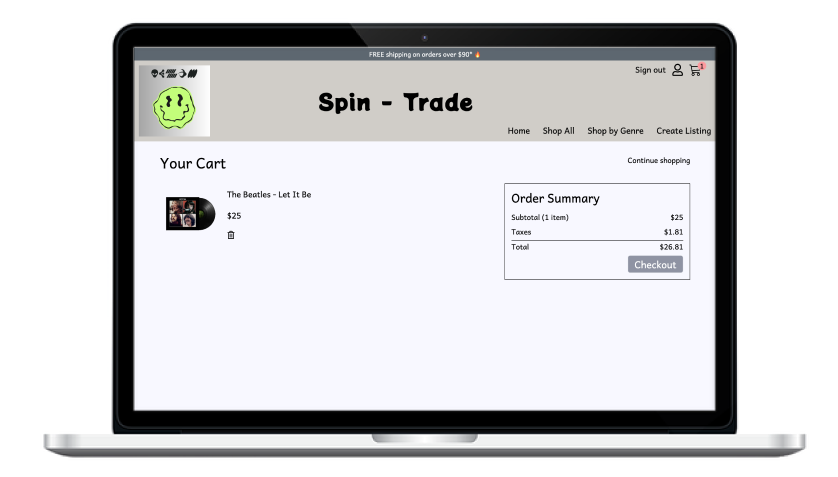 FREE shipping on orders over $90* 🔥
Sign out
1
Spin - Trade
Home Shop All Shop by Genre Create Listing
Your Cart
Continue shopping
The Beatles - Let It Be
$25
Order Summary
Subtotal (1 item) $25
Taxes $1.81
Total $26.81
Checkout